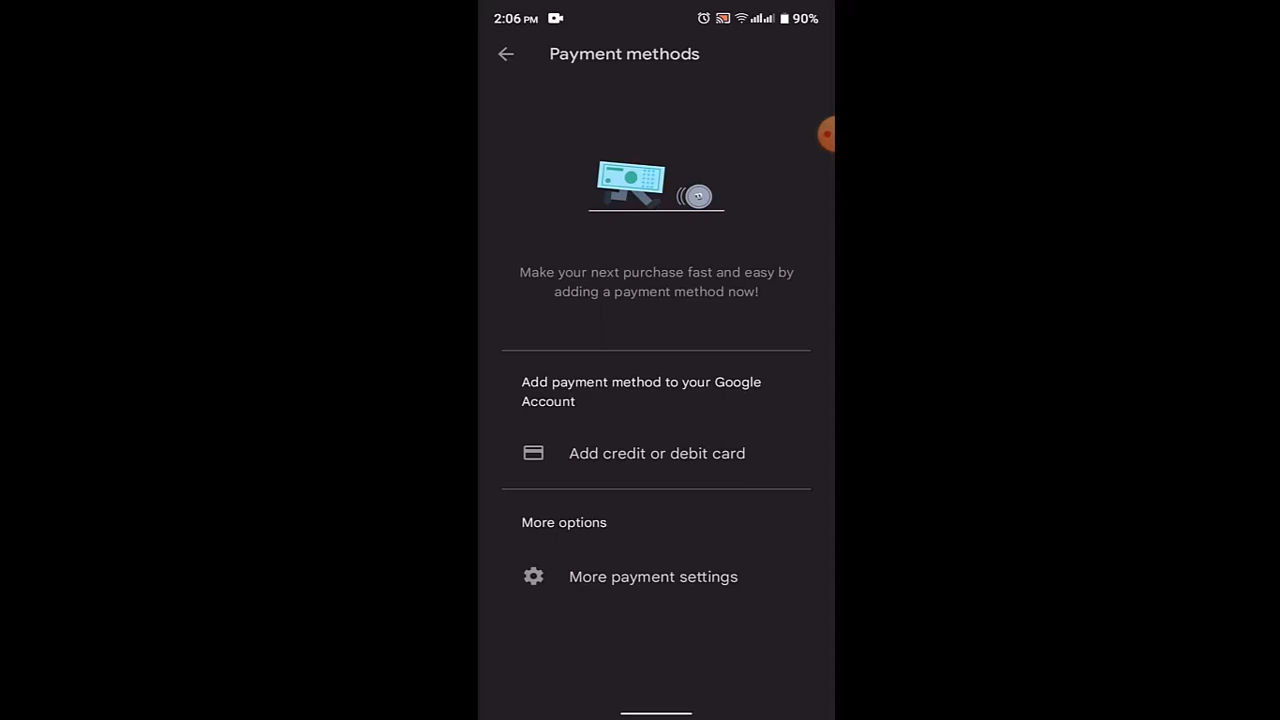 2:06 PM 90%
Payment methods
Make your next purchase fast and easy by
adding a payment method now!
Add payment method to your Google
Account
Add credit or debit card
More options
More payment settings